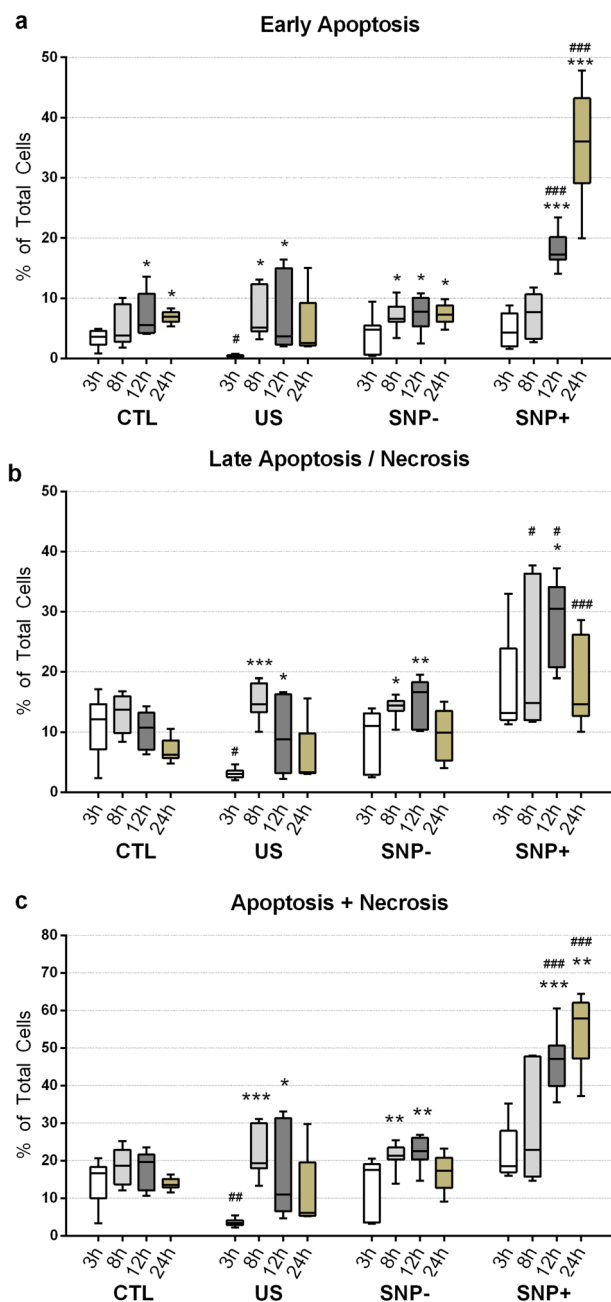 a
Early Apoptosis
% of Total Cells
50
40
30
20
10
0
###
***
###
***
* * * * * * *
#
3h 8h 12h 24h 3h 8h 12h 24h 3h 8h 12h 24h 3h 8h 12h 24h
CTL US SNP- SNP+
b
Late Apoptosis / Necrosis
% of Total Cells
50
40
30
20
10
0
# #
*
###
*** * * **
#
3h 8h 12h 24h 3h 8h 12h 24h 3h 8h 12h 24h 3h 8h 12h 24h
CTL US SNP- SNP+
c
Apoptosis + Necrosis
% of Total Cells
80
70
60
50
40
30
20
10
0
###
### **
***
*** * ** **
##
3h 8h 12h 24h 3h 8h 12h 24h 3h 8h 12h 24h 3h 8h 12h 24h
CTL US SNP- SNP+